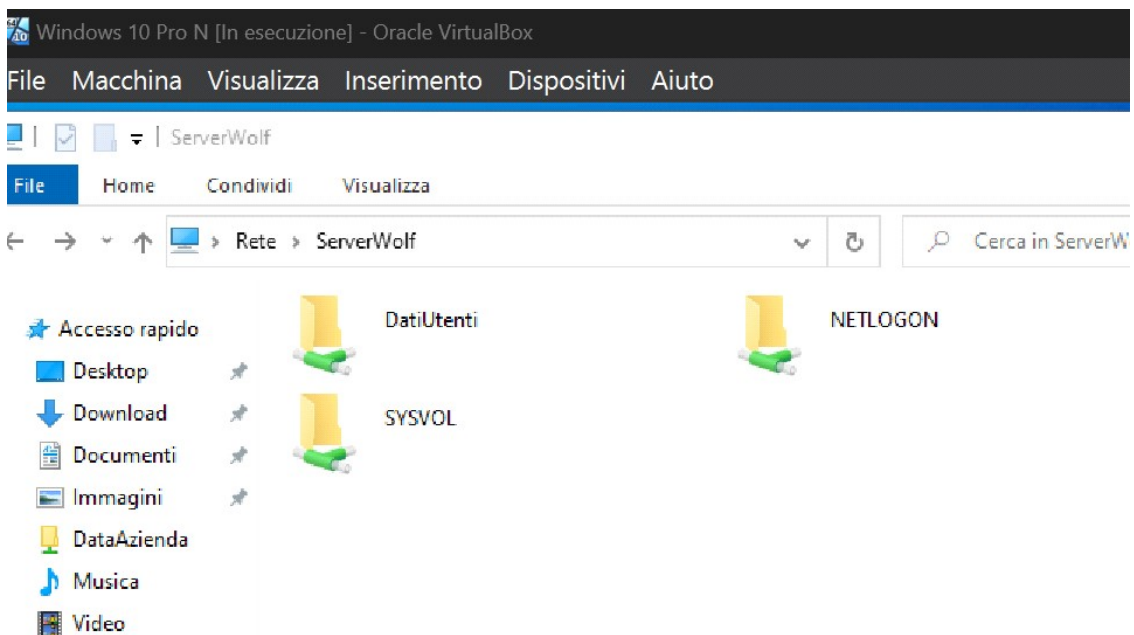 Windows 10 Pro N [In esecuzione] - Oracle VirtualBox
File Macchina Visualizza Inserimento Dispositivi Aiuto
ServerWolf
File Home Condividi Visualizza
Rete > ServerWolf
Cerca in ServerW
DatiUtenti
NETLOGON
SYSVOL
Accesso rapido
Desktop
Download
Documenti
Immagini
DataAzienda
Musica
Video